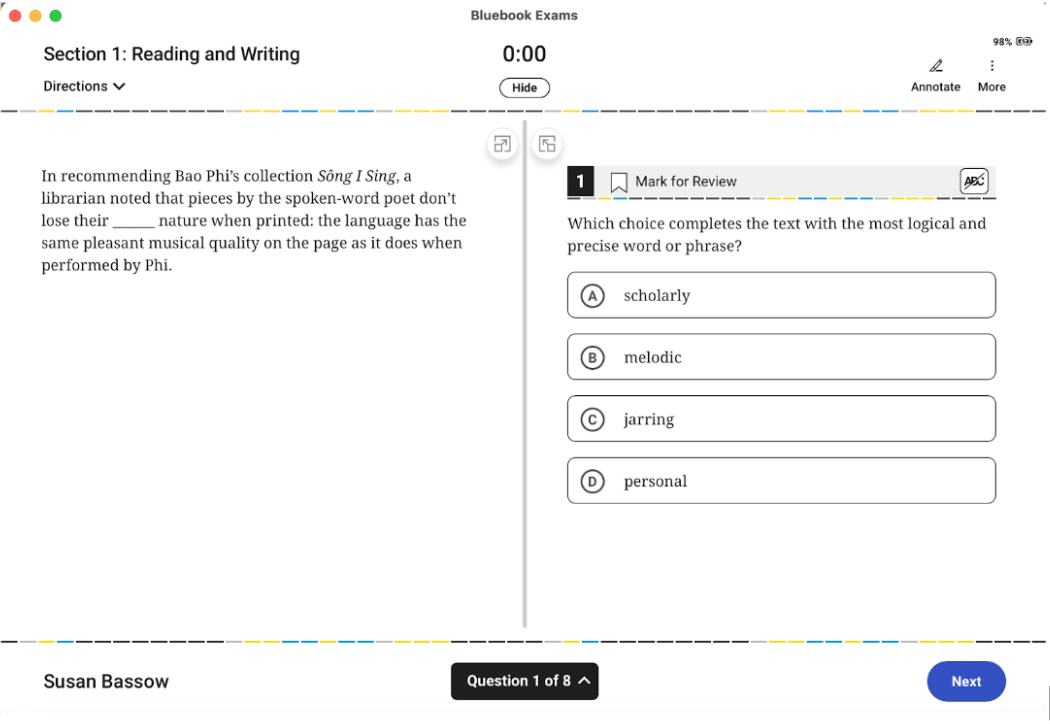 Bluebook Exams
Section 1: Reading and Writing
0:00
98%
Directions
Hide
Annotate
More
In recommending Bao Phi’s collection Sông I Sing, a
librarian noted that pieces by the spoken-word poet don’t
lose their ______ nature when printed: the language has the
same pleasant musical quality on the page as it does when
performed by Phi.
1
Mark for Review
ABC
Which choice completes the text with the most logical and
precise word or phrase?
A scholarly
B melodic
C jarring
D personal
Susan Bassow
Question 1 of 8
Next